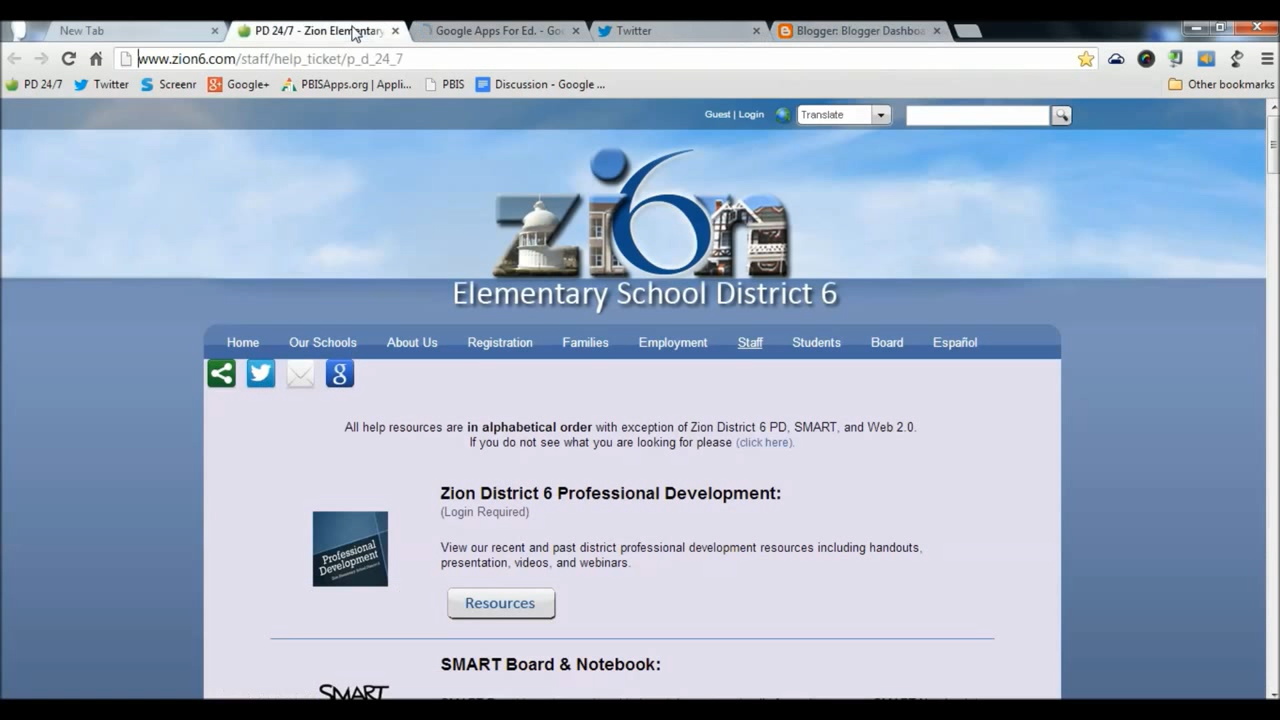 New Tab
PD 24/7 - Zion Elementary
Google Apps For Ed. - Goo
Twitter
Blogger: Blogger Dashboa
www.zion6.com/staff/help_ticket/p_d_24_7
PD 24/7
Twitter
Screenr
Google+
PBISApps.org | Appli...
PBIS
Discussion - Google ...
Other bookmarks
Guest | Login
Translate
zi6n
Elementary School District 6
Home
Our Schools
About Us
Registration
Families
Employment
Staff
Students
Board
Español
All help resources are in alphabetical order with exception of Zion District 6 PD, SMART, and Web 2.0.
If you do not see what you are looking for please (click here).
Zion District 6 Professional Development:
(Login Required)
Professional
Development
View our recent and past district professional development resources including handouts,
presentation, videos, and webinars.
Resources
SMART Board & Notebook:
SMART